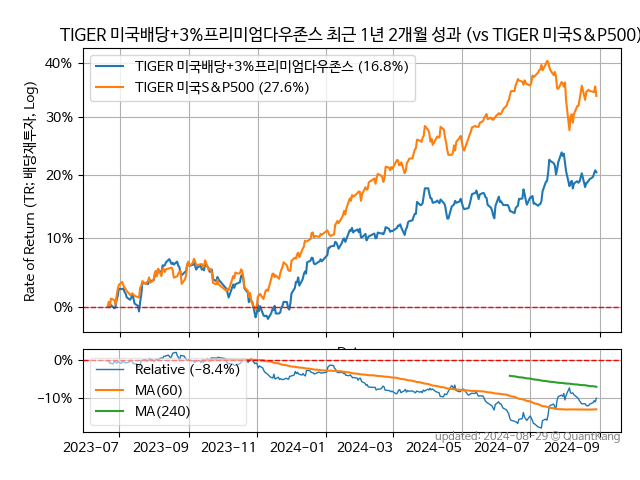 TIGER 미국배당+3%프리미엄다우존스 최근 1년 2개월 성과 (vs TIGER 미국S&P500)
Rate of Return (TR: 배당재투자, Log)
40%
30%
20%
10%
0%
TIGER 미국배당+3%프리미엄다우존스 (16.8%)
TIGER 미국S&P500 (27.6%)
0%
−10%
Relative (−8.4%)
MA(60)
MA(240)
updated: 2024-08-29 © QuantKang
2023−07
2023−09
2023−11
2024−01
2024−03
2024−05
2024−07
2024−09